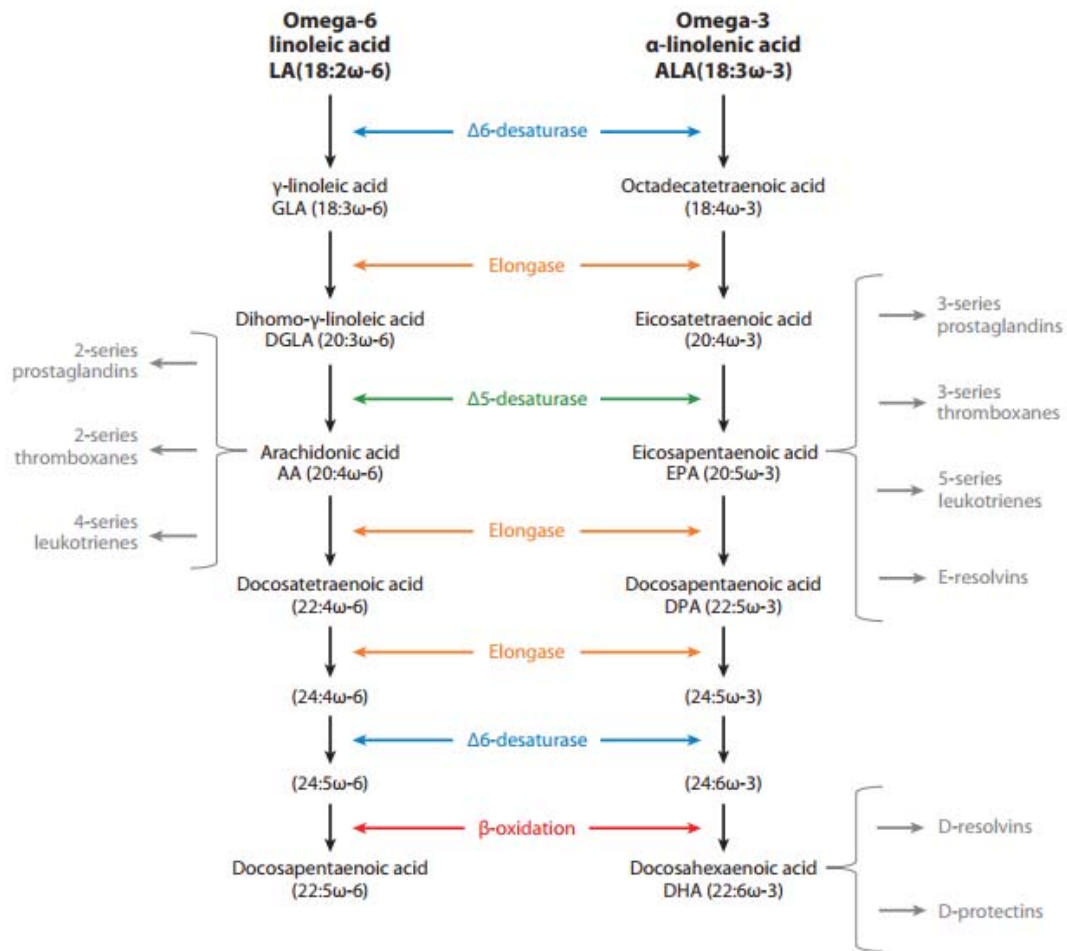 Omega-6
linoleic acid
LA(18:2ω-6)
Omega-3
α-linolenic acid
ALA(18:3ω-3)
Δ6-desaturase
γ-linoleic acid
GLA (18:3ω-6)
Octadecatetraenoic acid
(18:4ω-3)
Elongase
Dihomo-γ-linoleic acid
DGLA (20:3ω-6)
Eicosatetraenoic acid
(20:4ω-3)
3-series
prostaglandins
2-series
prostaglandins
Δ5-desaturase
3-series
thromboxanes
2-series
thromboxanes
Arachidonic acid
AA (20:4ω-6)
Eicosapentaenoic acid
EPA (20:5ω-3)
5-series
leukotrienes
4-series
leukotrienes
Elongase
Docosatetraenoic acid
(22:4ω-6)
Docosapentaenoic acid
DPA (22:5ω-3)
E-resolvins
Elongase
(24:4ω-6)
(24:5ω-3)
Δ6-desaturase
(24:5ω-6)
(24:6ω-3)
β-oxidation
D-resolvins
Docosapentaenoic acid
(22:5ω-6)
Docosahexaenoic acid
DHA (22:6ω-3)
D-protectins